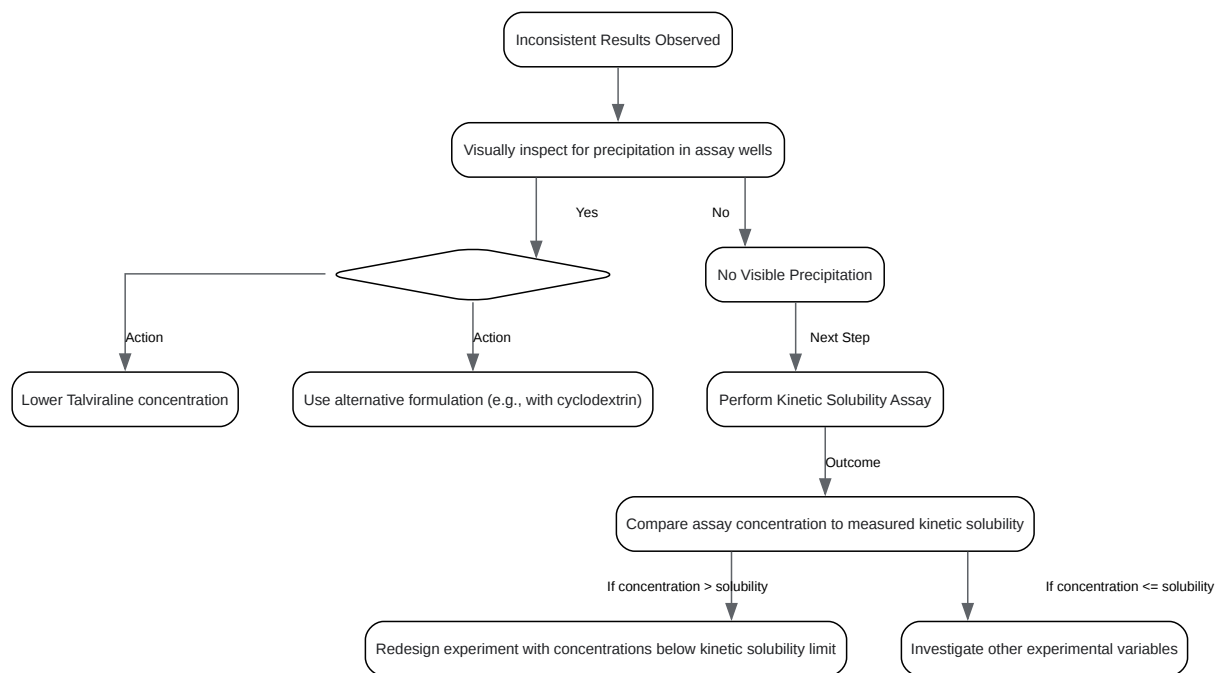 Inconsistent Results Observed
Visually inspect for precipitation in assay wells
Yes
No
No Visible Precipitation
Action
Action
Next Step
Lower Talviraline concentration
Use alternative formulation (e.g., with cyclodextrin)
Perform Kinetic Solubility Assay
Outcome
Compare assay concentration to measured kinetic solubility
If concentration > solubility
If concentration <= solubility
Redesign experiment with concentrations below kinetic solubility limit
Investigate other experimental variables